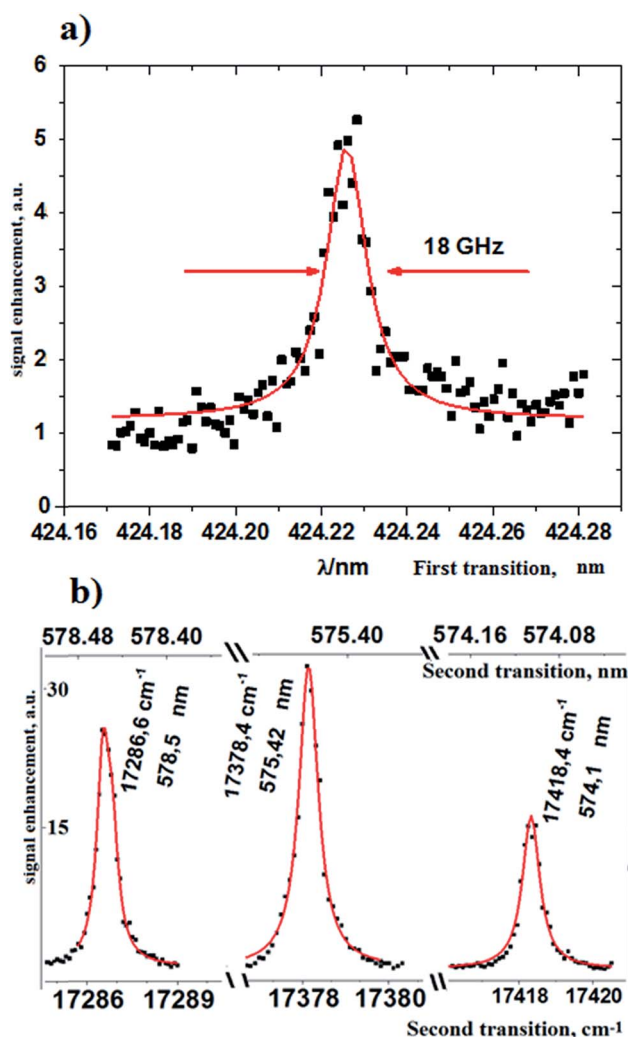 a)
6
5
4
3
2
1
0
signal enhancement, a.u.
18 GHz
424.16 424.18 424.20 424.22 424.24 424.26 424.28
λ/nm First transition, nm
b)
578.48 578.40 575.40 574.16 574.08
Second transition, nm
30
15
signal enhancement, a.u.
17286,6 cm-1
578,5 nm
17378,4 cm-1
575,42 nm
17418,4 cm-1
574,1 nm
17286 17289 17378 17380 17418 17420
Second transition, cm-1